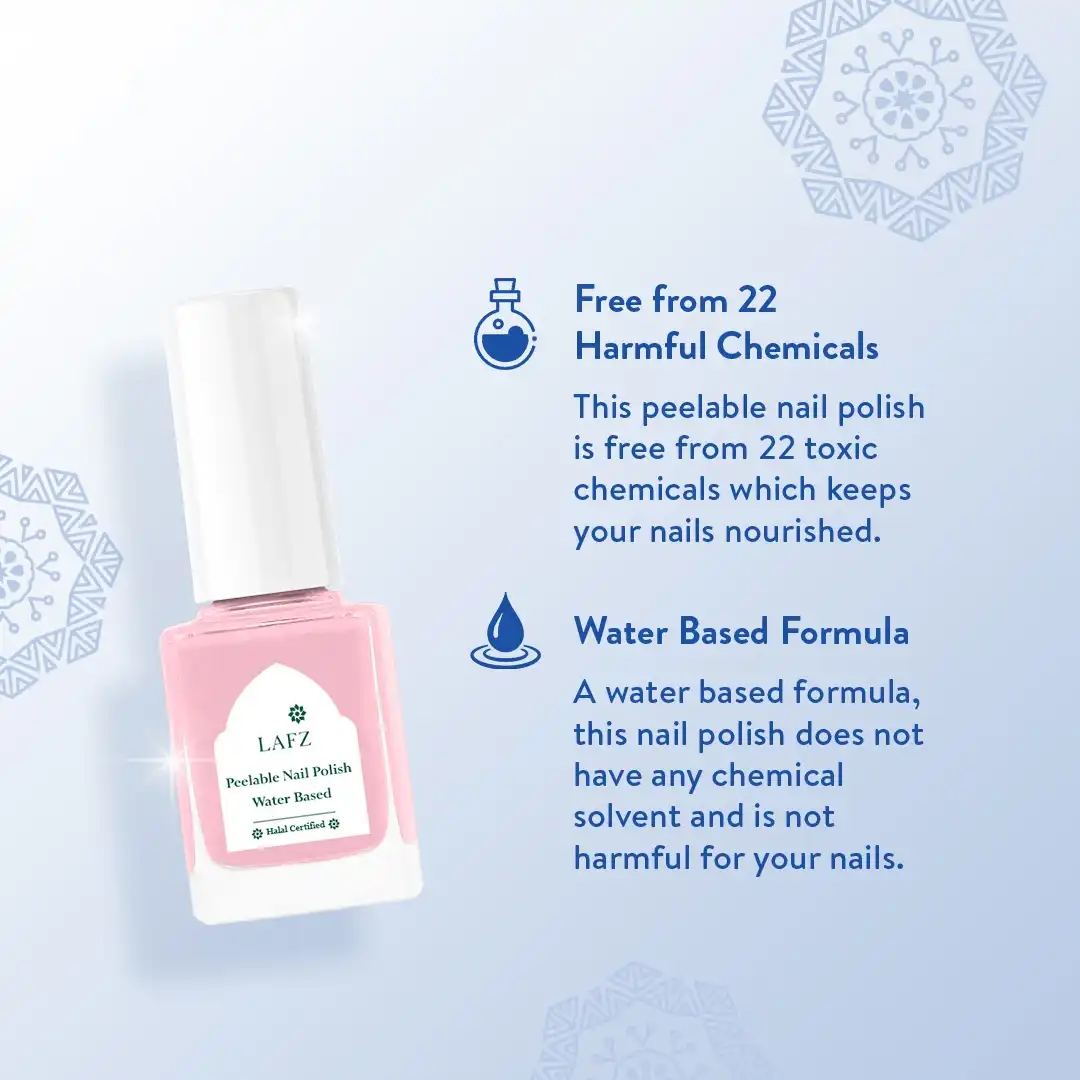 Free from 22
Harmful Chemicals
This peelable nail polish
is free from 22 toxic
chemicals which keeps
your nails nourished.
Water Based Formula
A water based formula,
this nail polish does not
have any chemical
solvent and is not
harmful for your nails.
LAFZ
Peelable Nail Polish
Water Based
Halal Certified